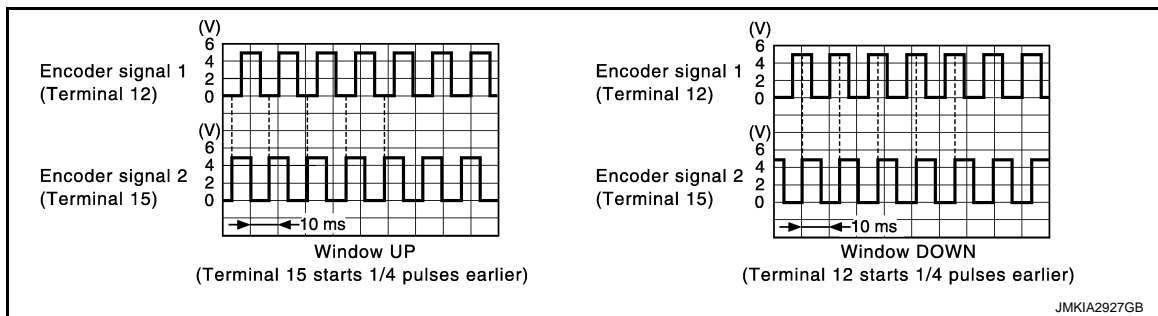 (V)
6
4
2
0
Encoder signal 1
(Terminal 12)
(V)
6
4
2
0
Encoder signal 2
(Terminal 15)
10 ms
Window UP
(Terminal 15 starts 1/4 pulses earlier)
(V)
6
4
2
0
Encoder signal 1
(Terminal 12)
(V)
6
4
2
0
Encoder signal 2
(Terminal 15)
10 ms
Window DOWN
(Terminal 12 starts 1/4 pulses earlier)
JMKIA2927GB